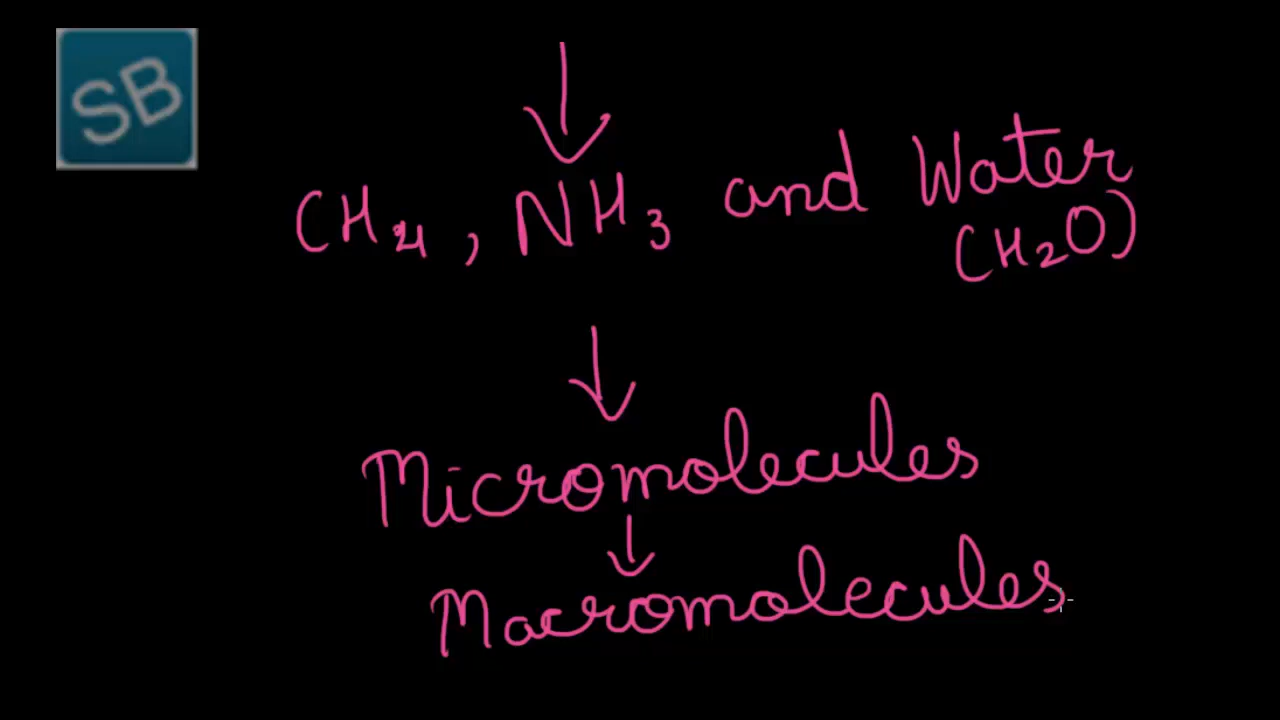 SB
CH4, NH3 and Water
(H2O)
Micromolecules
Macromolecules